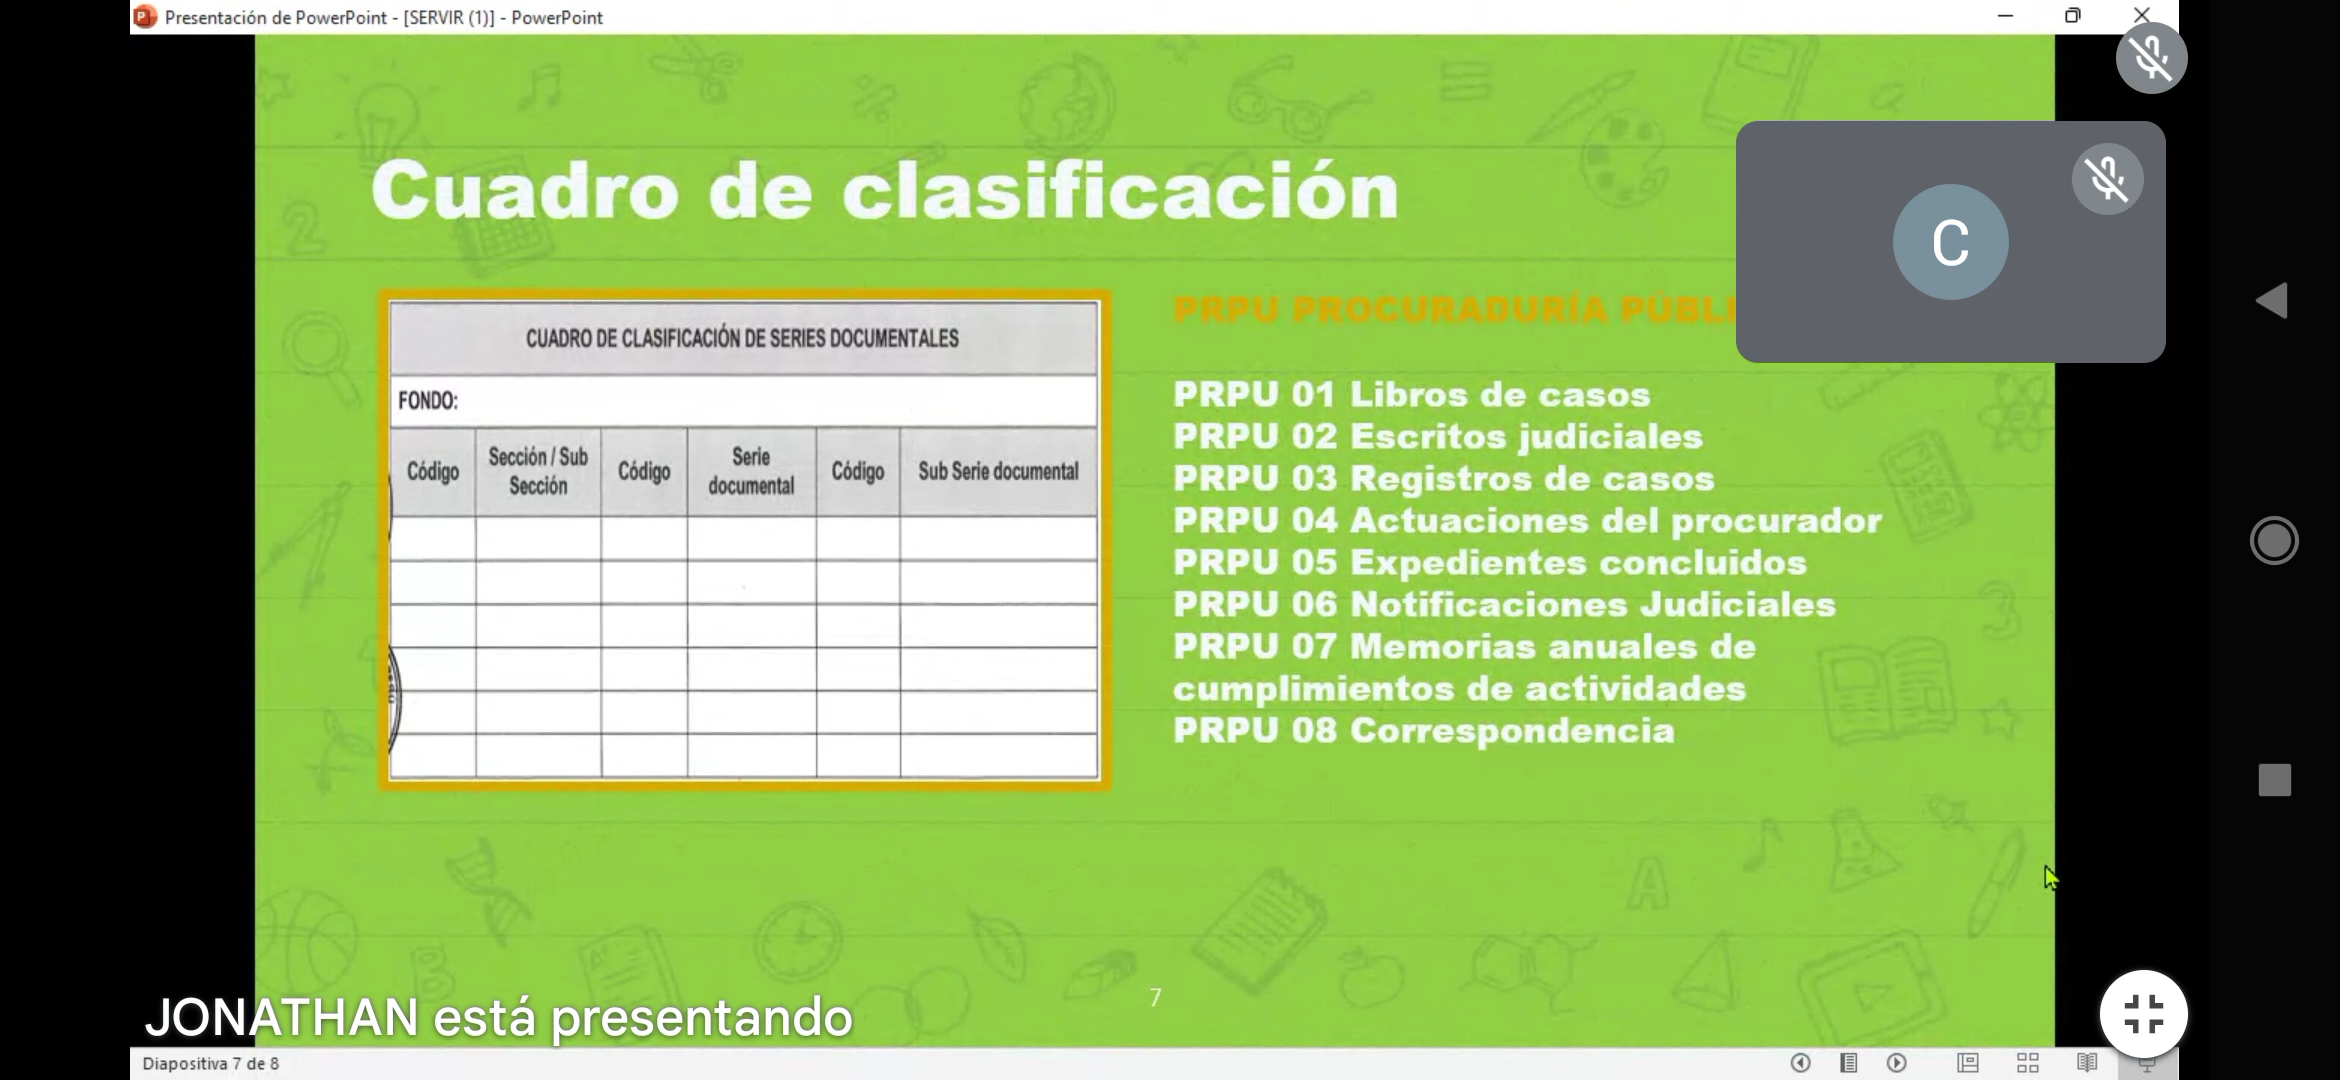 Presentación de PowerPoint - [SERVIR (1)] - PowerPoint
Cuadro de clasificación
C
CUADRO DE CLASIFICACIÓN DE SERIES DOCUMENTALES
FONDO:
Código
Sección / Sub
Sección
Código
Serie
documental
Código
Sub Serie documental
PRPU PROCURADURÍA
PRPU 01 Libros de casos
PRPU 02 Escritos judiciales
PRPU 03 Registros de casos
PRPU 04 Actuaciones del procurador
PRPU 05 Expedientes concluidos
PRPU 06 Notificaciones Judiciales
PRPU 07 Memorias anuales de
cumplimientos de actividades
PRPU 08 Correspondencia
7
JONATHAN está presentando
Diapositiva 7 de 8